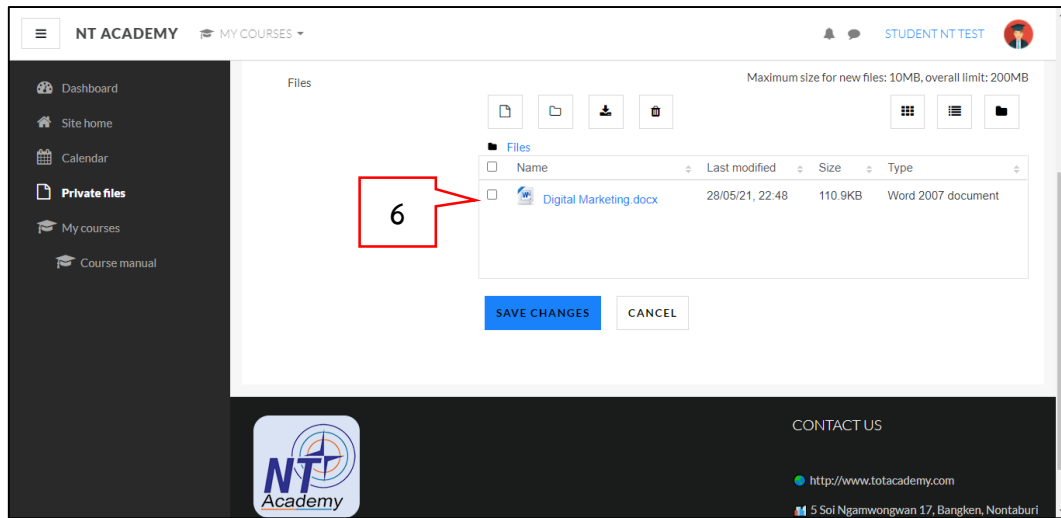 NT ACADEMY MY COURSES STUDENT NT TEST
Dashboard
Site home
Calendar
Private files
My courses
Course manual
Files
Maximum size for new files: 10MB, overall limit: 200MB
Files
Name Last modified Size Type
Digital Marketing.docx 28/05/21, 22:48 110.9KB Word 2007 document
6
SAVE CHANGES CANCEL
NT
Academy
CONTACT US
http://www.totacademy.com
5 Soi Ngamwongwan 17, Bangken, Nontaburi